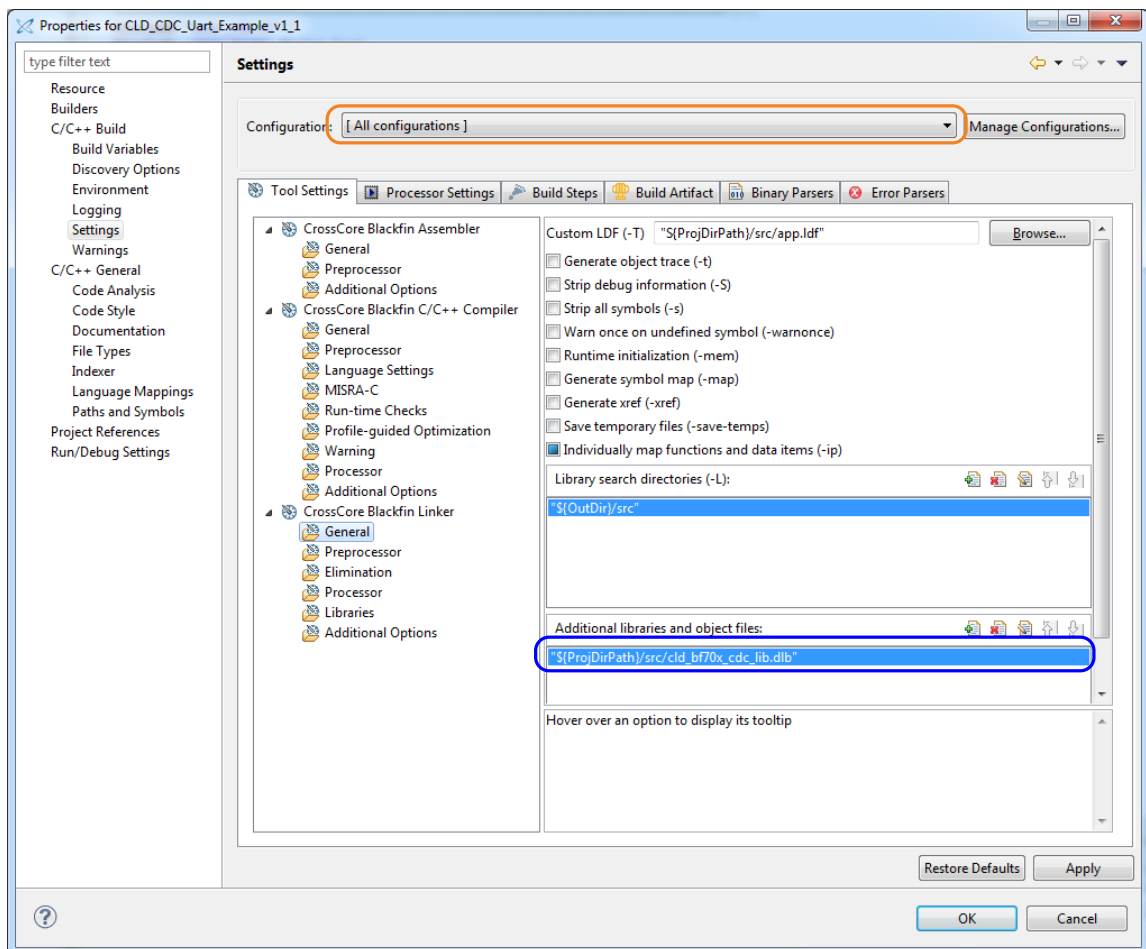 Properties for CLD_CDC_Uart_Example_v1_1
type filter text
Resource
Builders
C/C++ Build
Build Variables
Discovery Options
Environment
Logging
Settings
Warnings
C/C++ General
Code Analysis
Code Style
Documentation
File Types
Indexer
Language Mappings
Paths and Symbols
Project References
Run/Debug Settings
Settings
Configuration: [ All configurations ] Manage Configurations...
Tool Settings Processor Settings Build Steps Build Artifact Binary Parsers Error Parsers
CrossCore Blackfin Assembler
General
Preprocessor
Additional Options
CrossCore Blackfin C/C++ Compiler
General
Preprocessor
Language Settings
MISRA-C
Run-time Checks
Profile-guided Optimization
Warning
Processor
Additional Options
CrossCore Blackfin Linker
General
Preprocessor
Elimination
Processor
Libraries
Additional Options
Custom LDF (-T) "S{ProjDirPath}/src/app.ldf" Browse...
Generate object trace (-t)
Strip debug information (-S)
Strip all symbols (-s)
Warn once on undefined symbol (-warnonce)
Runtime initialization (-mem)
Generate symbol map (-map)
Generate xref (-xref)
Save temporary files (-save-temps)
Individually map functions and data items (-ip)
Library search directories (-L):
"${OutDir}/src"
Additional libraries and object files:
"${ProjDirPath}/src/cld_bf70x_cdc_lib.dlb"
Hover over an option to display its tooltip
Restore Defaults Apply
OK Cancel